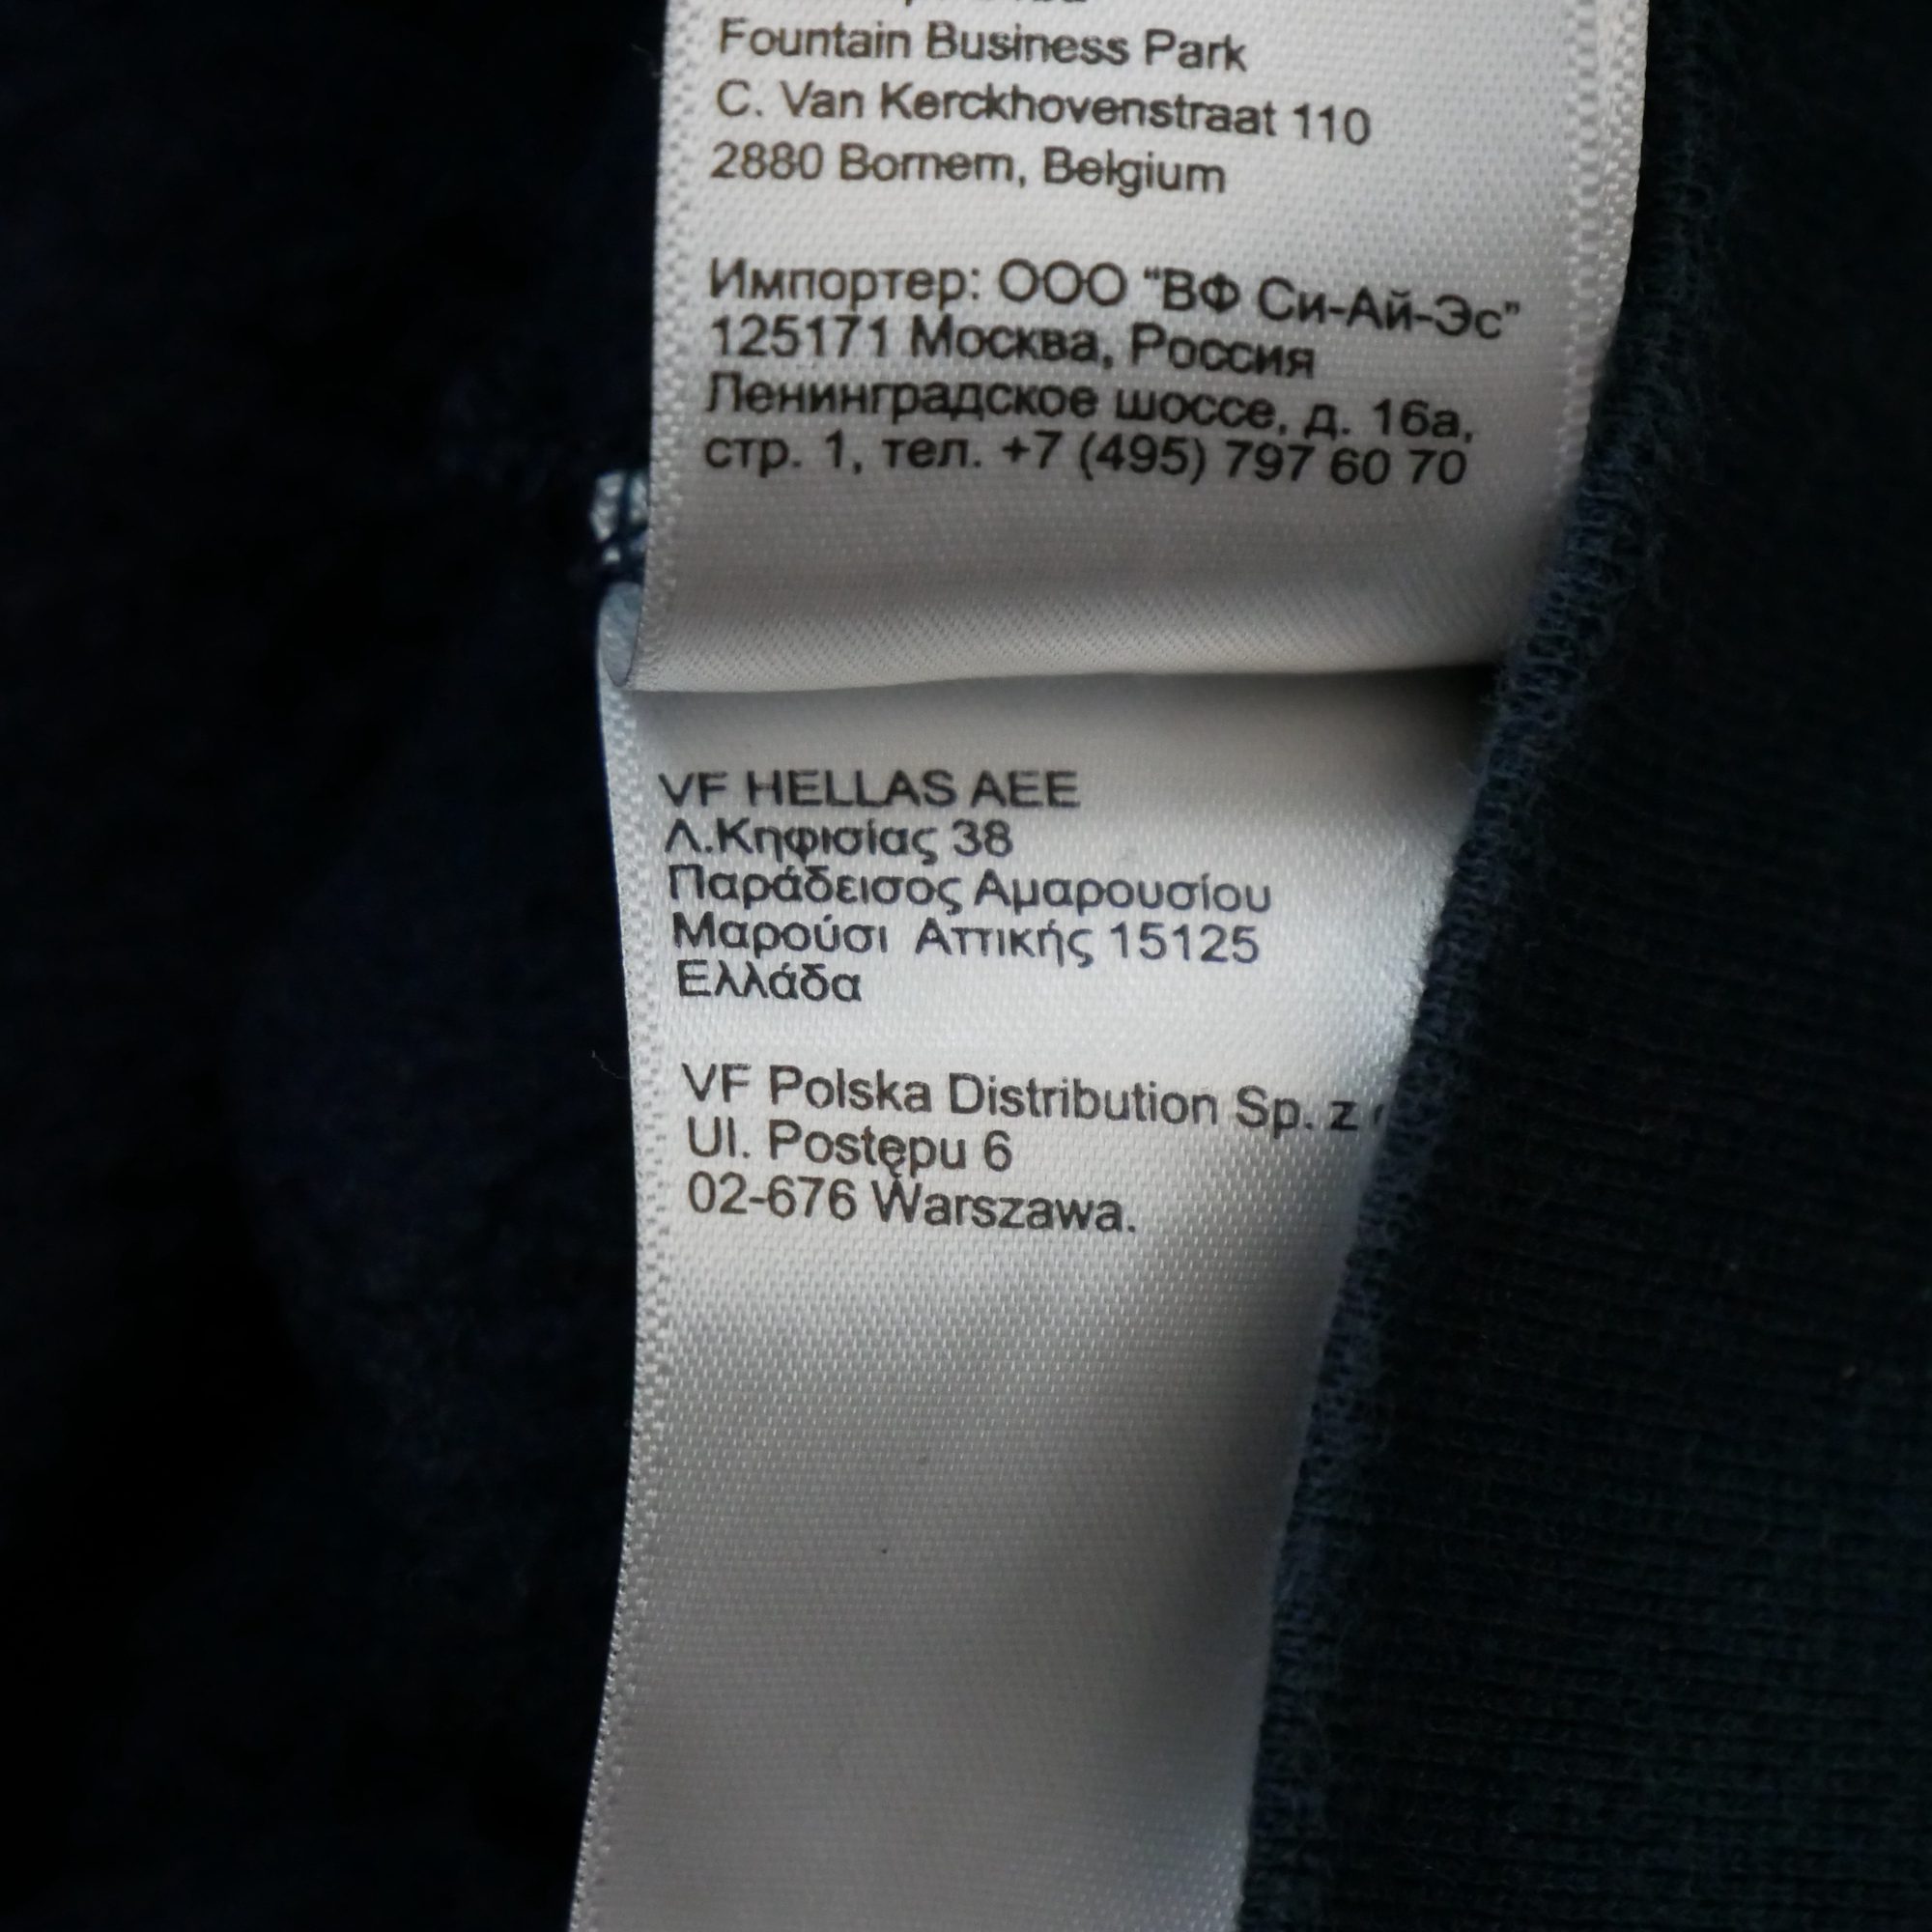 Fountain Business Park
C. Van Kerckhovenstraat 110
2880 Bornem, Belgium
Импортер: ООО “ВФ Си-Ай-Эс”
125171 Москва, Россия
Ленинградское шоссе, д. 16а,
стр. 1, тел. +7 (495) 797 60 70
VF HELLAS AEE
Λ.Κηφισίας 38
Παράδεισος Αμαρουσίου
Μαρούσι Αττικής 15125
Ελλάδα
VF Polska Distribution Sp. z
Ul. Postępu 6
02-676 Warszawa.